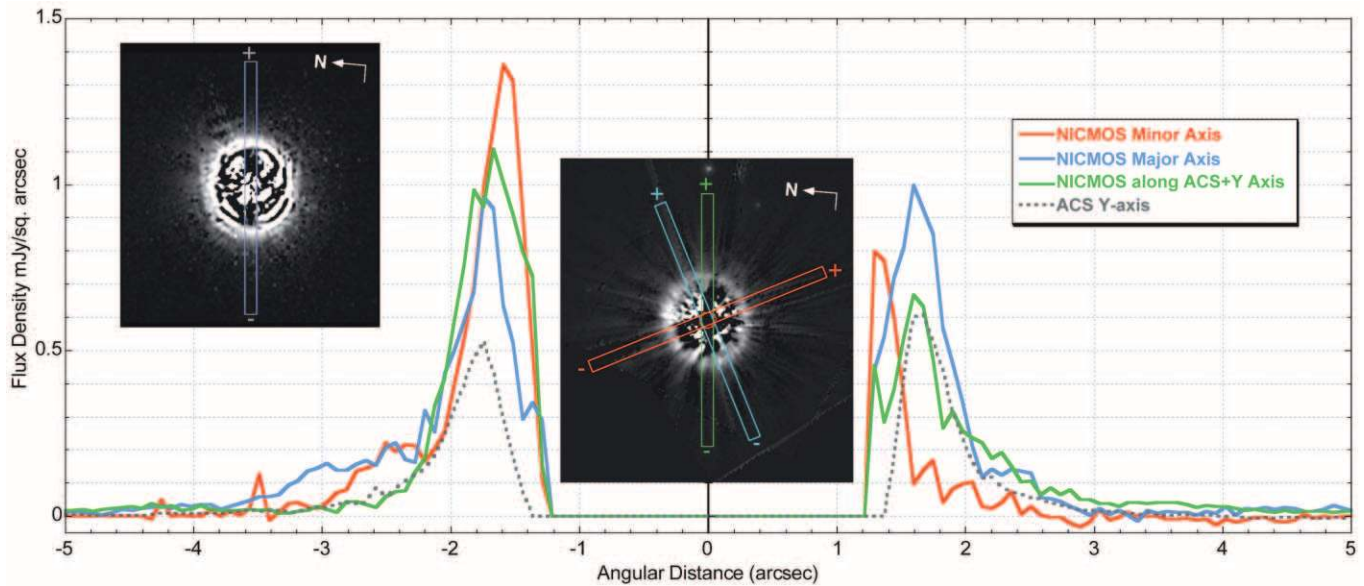 Flux Density mJy/sq. arcsec
1.5
1
0.5
0
+
N
-
+
+
N
+
-
-
-
NICMOS Minor Axis
NICMOS Major Axis
NICMOS along ACS+Y Axis
ACS Y-axis
-5 -4 -3 -2 -1 0 1 2 3 4 5
Angular Distance (arcsec)